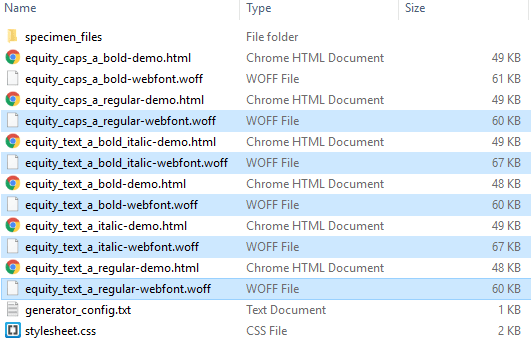 Name Type Size
specimen_files File folder
equity_caps_a_bold-demo.html Chrome HTML Document 49 KB
equity_caps_a_bold-webfont.woff WOFF File 61 KB
equity_caps_a_regular-demo.html Chrome HTML Document 49 KB
equity_caps_a_regular-webfont.woff WOFF File 60 KB
equity_text_a_bold_italic-demo.html Chrome HTML Document 49 KB
equity_text_a_bold_italic-webfont.woff WOFF File 67 KB
equity_text_a_bold-demo.html Chrome HTML Document 48 KB
equity_text_a_bold-webfont.woff WOFF File 60 KB
equity_text_a_italic-demo.html Chrome HTML Document 49 KB
equity_text_a_italic-webfont.woff WOFF File 67 KB
equity_text_a_regular-demo.html Chrome HTML Document 48 KB
equity_text_a_regular-webfont.woff WOFF File 60 KB
generator_config.txt Text Document 1 KB
stylesheet.css CSS File 2 KB